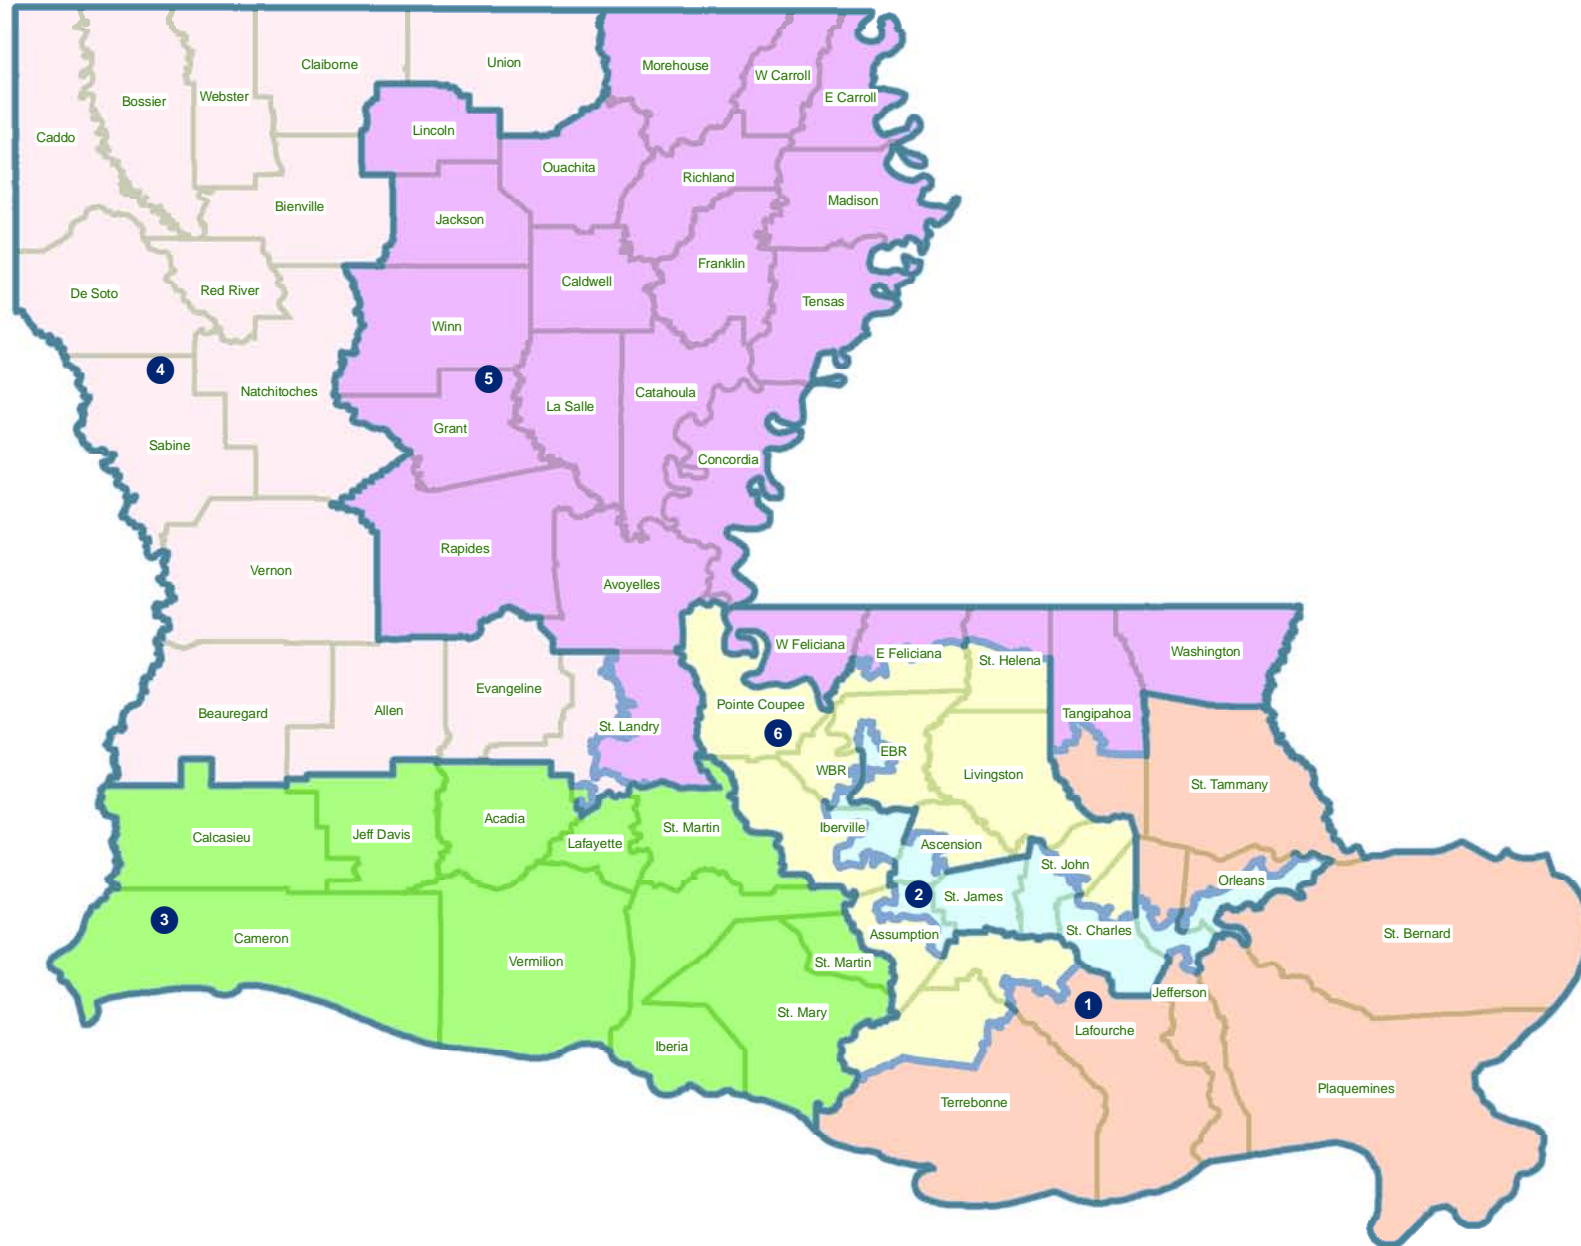 Claiborne
Union
Morehouse
W Carroll
Bossier
Webster
E Carroll
Caddo
Lincoln
Ouachita
Richland
Bienville
Jackson
Madison
De Soto
Red River
Caldwell
Franklin
Tensas
Winn
4
5
Natchitoches
La Salle
Catahoula
Grant
Sabine
Concordia
Vernon
Rapides
Avoyelles
W Feliciana
E Feliciana
St. Helena
Washington
Evangeline
Pointe Coupee
Beauregard
Allen
St. Landry
Tangipahoa
6
EBR
WBR
Livingston
St. Tammany
Calcasieu
Jeff Davis
Acadia
Lafayette
St. Martin
Iberville
Ascension
St. John
Orleans
2
St. James
3
Cameron
Assumption
St. Charles
St. Bernard
Vermilion
St. Martin
Jefferson
1
St. Mary
Lafourche
Iberia
Terrebonne
Plaquemines